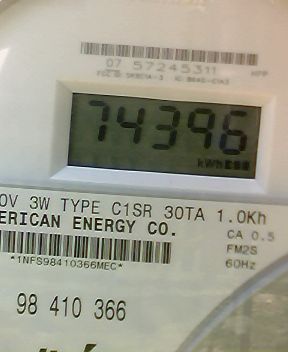 07 57245311
74396
kWh
0V 3W TYPE C1SR 30TA 1.0Kh
ERICAN ENERGY CO.
CA 0.5
FM2S
60Hz
*1NFS98410366MEC*
98 410 366